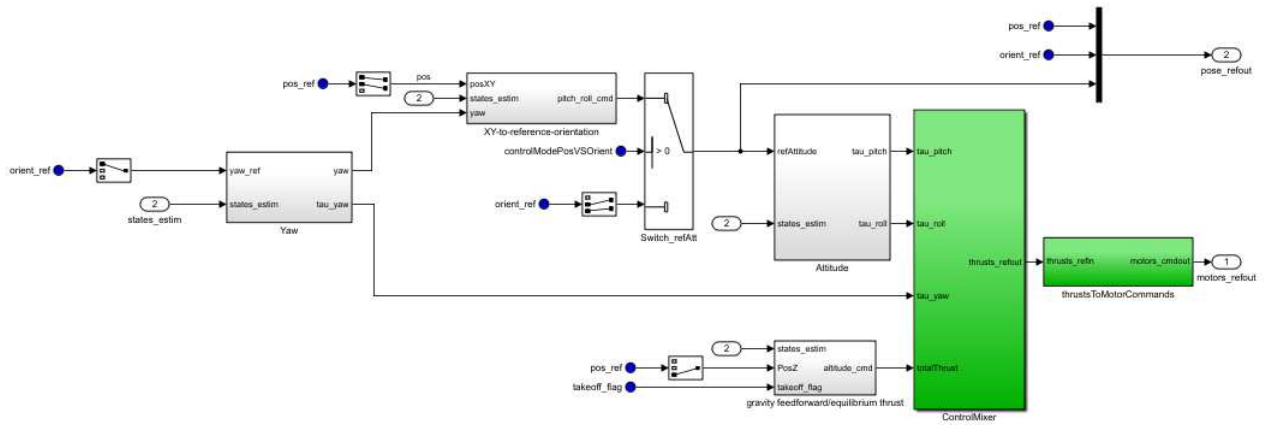 pos_ref
orient_ref
2
pose_refout
pos_ref
pos
posXY
states_estim
yaw
pitch_roll_cmd
2
XY-to-reference-orientation
controlModePosVSOrient
> 0
orient_ref
Switch_refAtt
orient_ref
yaw_ref
states_estim
yaw
tau_yaw
Yaw
2
states_estim
refAttitude
states_estim
tau_pitch
tau_roll
2
Attitude
tau_pitch
tau_roll
tau_yaw
totalThrust
thrusts_refout
ControlMixer
thrusts_refin
motors_cmdout
thrustsToMotorCommands
1
motors_refout
2
pos_ref
takeoff_flag
states_estim
PosZ
takeoff_flag
altitude_cmd
gravity feedforward/equilibrium thrust